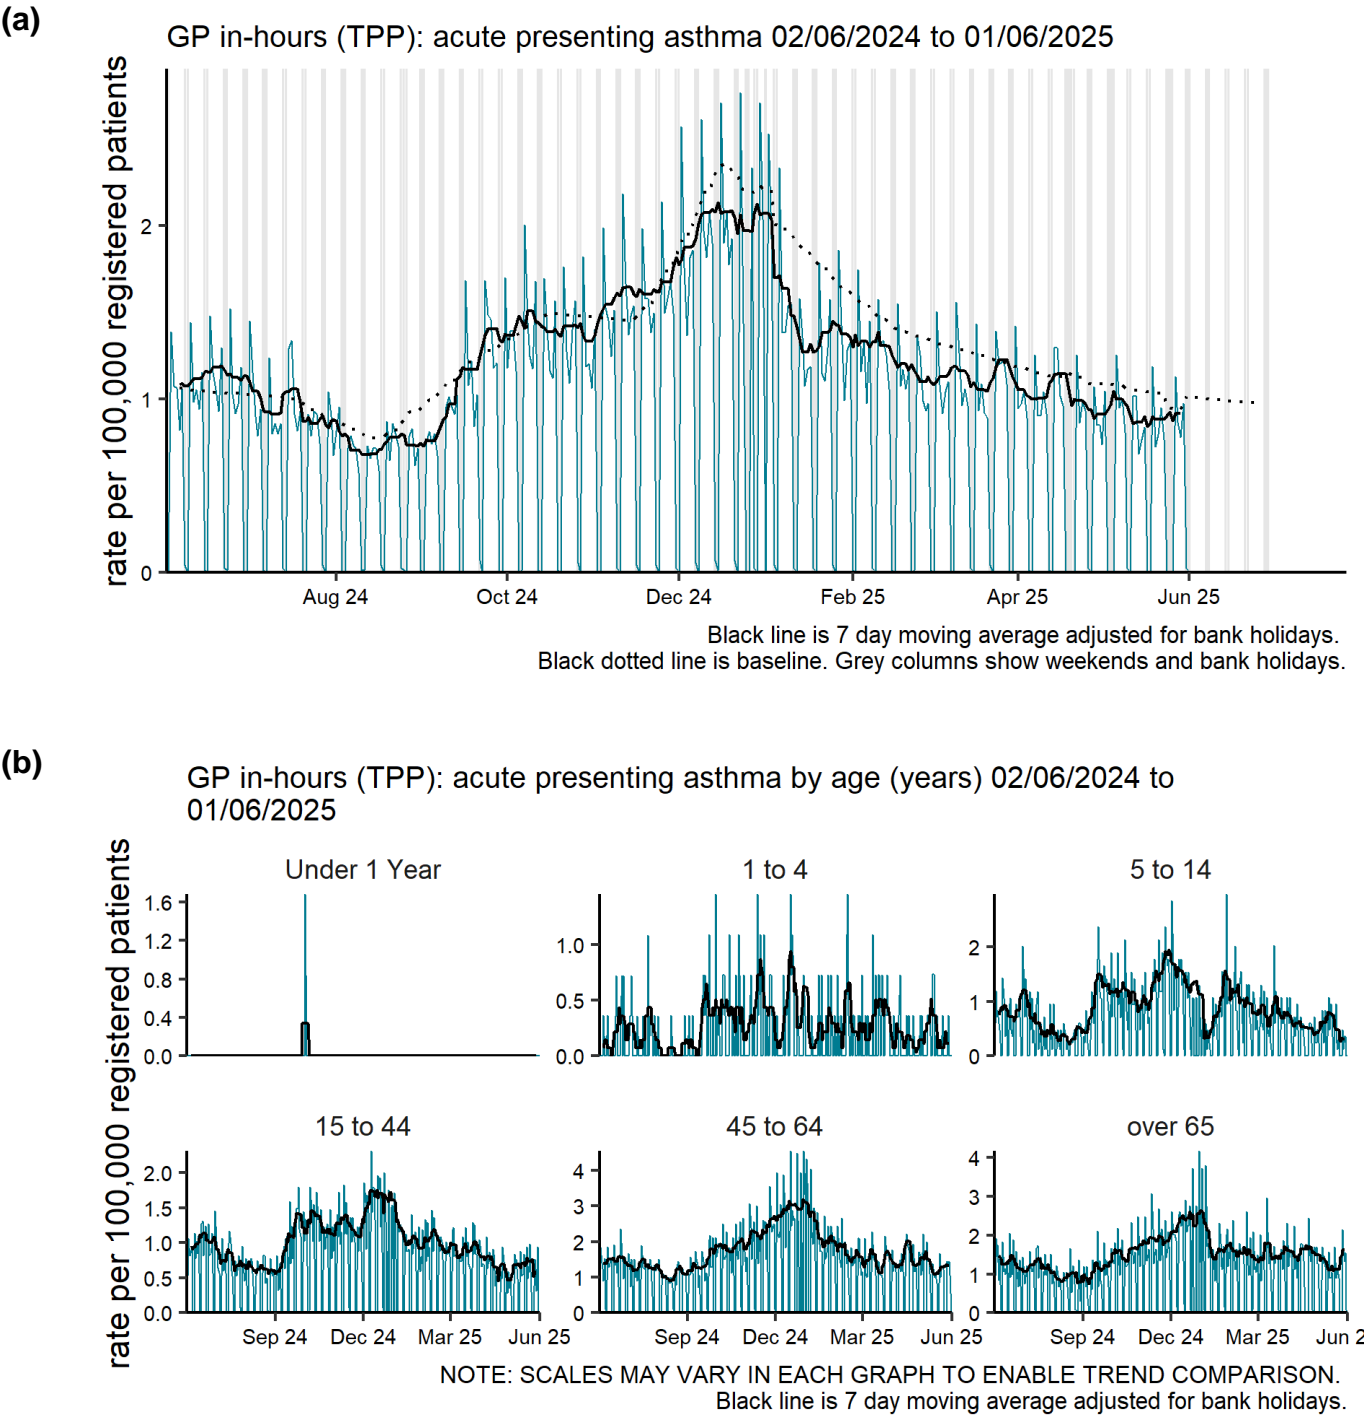 (a)
GP in-hours (TPP): acute presenting asthma 02/06/2024 to 01/06/2025
rate per 100,000 registered patients
2
1
0
Aug 24 Oct 24 Dec 24 Feb 25 Apr 25 Jun 25
Black line is 7 day moving average adjusted for bank holidays.
Black dotted line is baseline. Grey columns show weekends and bank holidays.
(b)
GP in-hours (TPP): acute presenting asthma by age (years) 02/06/2024 to
01/06/2025
rate per 100,000 registered patients
Under 1 Year
1.6
1.2
0.8
0.4
0.0
1 to 4
1.0
0.5
0.0
5 to 14
2
1
0
15 to 44
2.0
1.5
1.0
0.5
0.0
Sep 24 Dec 24 Mar 25 Jun 25
45 to 64
4
3
2
1
0
Sep 24 Dec 24 Mar 25 Jun 25
over 65
4
3
2
1
0
Sep 24 Dec 24 Mar 25 Jun 2
NOTE: SCALES MAY VARY IN EACH GRAPH TO ENABLE TREND COMPARISON.
Black line is 7 day moving average adjusted for bank holidays.